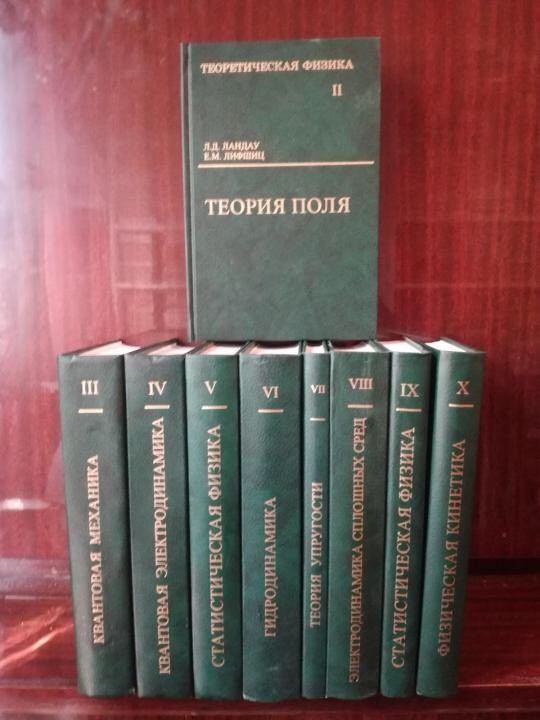 ТЕОРЕТИЧЕСКАЯ ФИЗИКА
II
Л.Д. ЛАНДАУ
Е.М. ЛИФШИЦ
ТЕОРИЯ ПОЛЯ
III
КВАНТОВАЯ МЕХАНИКА
IV
КВАНТОВАЯ ЭЛЕКТРОДИНАМИКА
V
СТАТИСТИЧЕСКАЯ ФИЗИКА
VI
ГИДРОДИНАМИКА
VII
ТЕОРИЯ УПРУГОСТИ
VIII
ЭЛЕКТРОДИНАМИКА СПЛОШНЫХ СРЕД
IX
СТАТИСТИЧЕСКАЯ ФИЗИКА
X
ФИЗИЧЕСКАЯ КИНЕТИКА